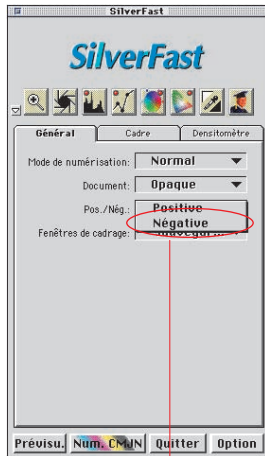 SilverFast
SilverFast
Général Cadre Densitomètre
Mode de numérisation: Normal
Document: Opaque
Pos./Nég.: Positive
Négative
Fenêtres de cadrage:
Prévisu. Num. CMJN Quitter Option